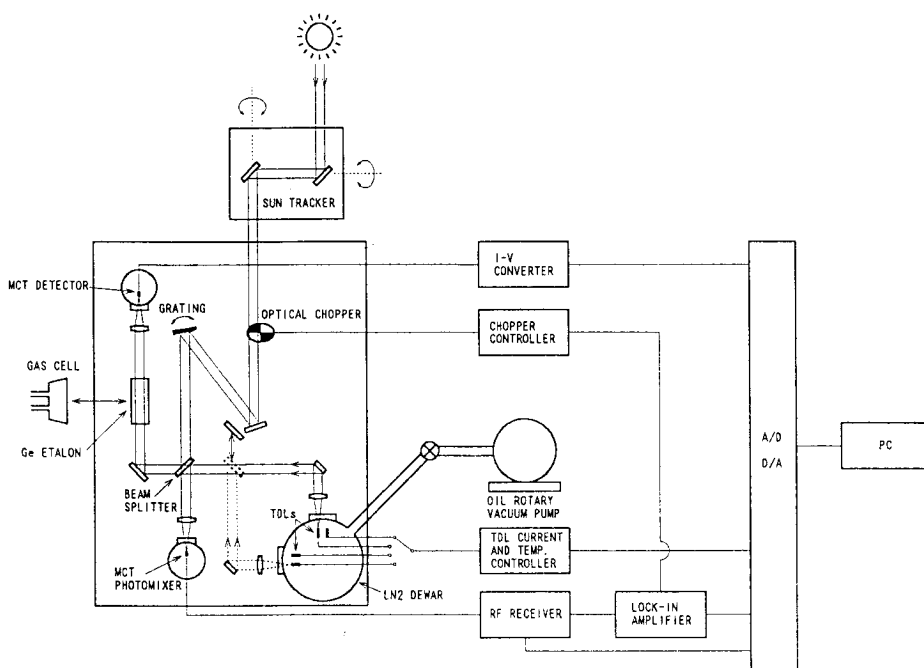 SUN TRACKER
I-V
CONVERTER
MCT DETECTOR
GRATING
OPTICAL CHOPPER
CHOPPER
CONTROLLER
GAS CELL
Ge ETALON
A/D
D/A
PC
BEAM
SPLITTER
TDLs
OIL ROTARY
VACUUM PUMP
TDL CURRENT
AND TEMP.
CONTROLLER
MCT
PHOTOMIXER
LN2 DEWAR
RF RECEIVER
LOCK-IN
AMPLIFIER